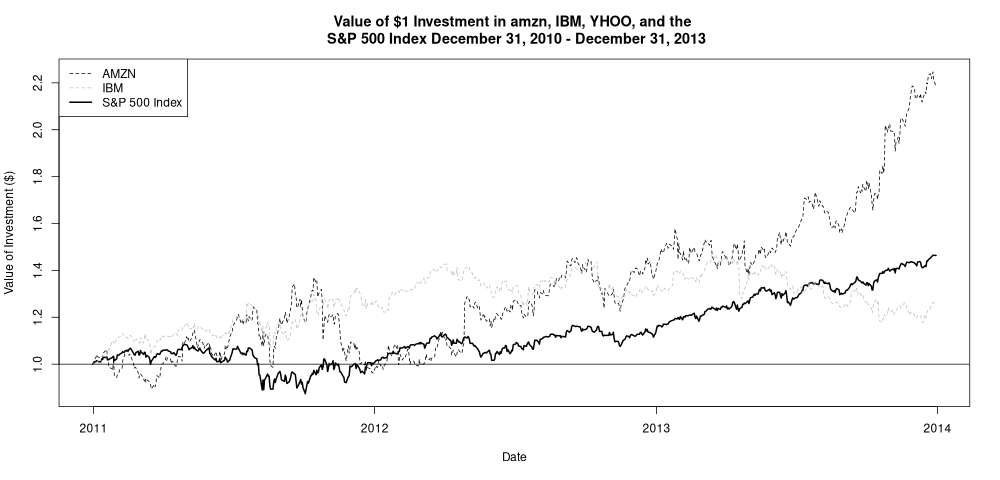 Value of $1 Investment in amzn, IBM, YHOO, and the
S&P 500 Index December 31, 2010 - December 31, 2013
AMZN
IBM
S&P 500 Index
Value of Investment ($)
2.2
2.0
1.8
1.6
1.4
1.2
1.0
2011
2012
2013
2014
Date